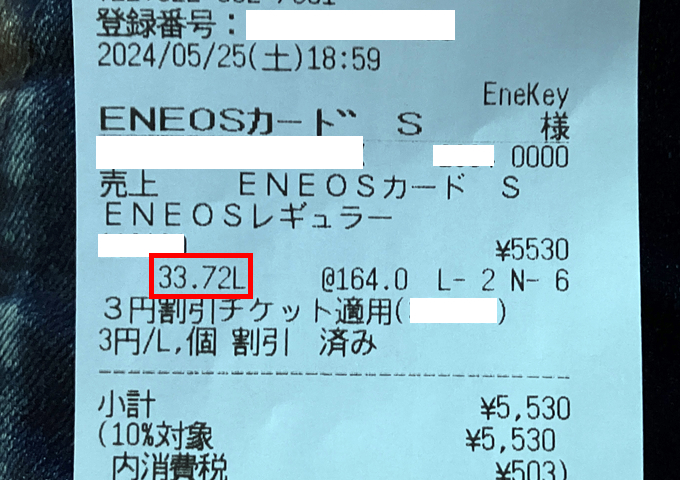 登録番号:
2024/05/25(土)18:59
EneKey
ENEOSカード S 様
0000
売上 ENEOSカード S
ENEOSレギュラー
¥5530
33.72L @164.0 L- 2 N- 6
3円割引チケット適用( )
3円/L,個 割引 済み
--------------------------------
小計 ¥5,530
(10%対象 ¥5,530
内消費税 ¥503)